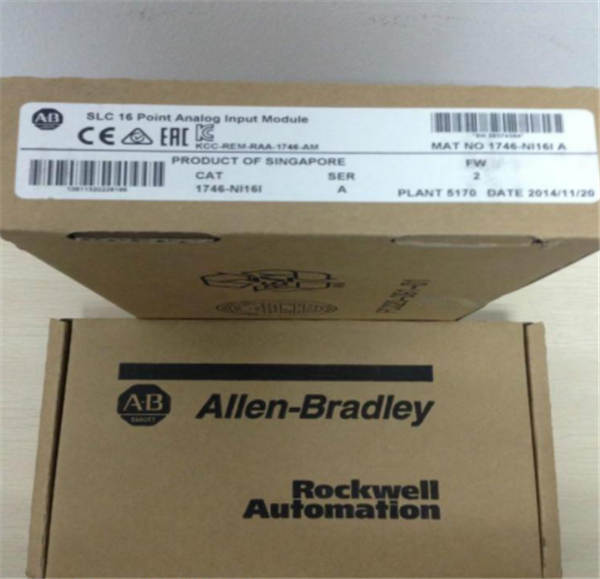 AB
SLC 16 Point Analog Input Module
KCC-REM-RAA-1746-AM
CE EAC
MAT NO 1746-NI16I A
PRODUCT OF SINGAPORE
FW
CAT SER 2
1746-NI16I A PLANT 5170 DATE 2014/11/20
A-B
Allen-Bradley
Rockwell
Automation